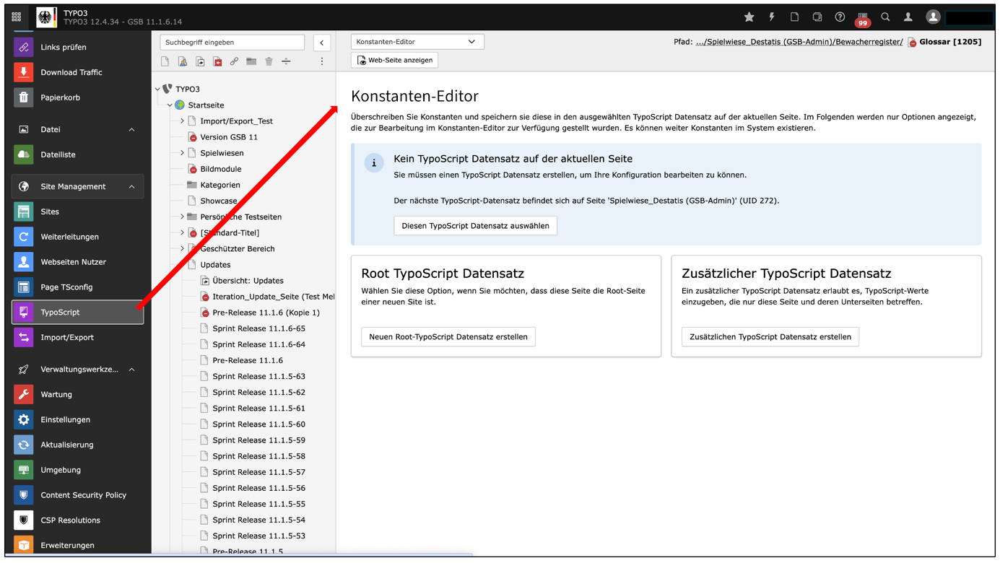 TYPO3
TYPO3 12.4.34 - GSB 11.1.6.14
99
Links prüfen
Download Traffic
Papierkorb
Datei
Dateiliste
Site Management
Sites
Weiterleitungen
Webseiten Nutzer
Page TSconfig
TypoScript
Import/Export
Verwaltungswerkze...
Wartung
Einstellungen
Aktualisierung
Umgebung
Content Security Policy
CSP Resolutions
Erweiterungen
Suchbegriff eingeben
TYPO3
Startseite
Import/Export_Test
Version GSB 11
Spielwiesen
Bildmodule
Kategorien
Showcase
Persönliche Testseiten
[Standard-Titel]
Geschützter Bereich
Updates
Übersicht: Updates
Iteration_Update_Seite (Test Mel
Pre-Release 11.1.6 (Kopie 1)
Sprint Release 11.1.6-65
Sprint Release 11.1.6-64
Pre-Release 11.1.6
Sprint Release 11.1.5-63
Sprint Release 11.1.5-62
Sprint Release 11.1.5-61
Sprint Release 11.1.5-60
Sprint Release 11.1.5-59
Sprint Release 11.1.5-58
Sprint Release 11.1.5-57
Sprint Release 11.1.5-56
Sprint Release 11.1.5-55
Sprint Release 11.1.5-54
Sprint Release 11.1.5-53
Pre-Release 11.1.5
Konstanten-Editor
Pfad: .../Spielwiese_Destatis (GSB-Admin)/Bewacherregister/ Glossar [1205]
Web-Seite anzeigen
Konstanten-Editor
Überschreiben Sie Konstanten und speichern sie diese in den ausgewählten TypoScript Datensatz auf der aktuellen Seite. Im Folgenden werden nur Optionen angezeigt,
die zur Bearbeitung im Konstanten-Editor zur Verfügung gestellt wurden. Es können weiter Konstanten im System existieren.
Kein TypoScript Datensatz auf der aktuellen Seite
Sie müssen einen TypoScript Datensatz erstellen, um Ihre Konfiguration bearbeiten zu können.
Der nächste TypoScript-Datensatz befindet sich auf Seite 'Spielwiese_Destatis (GSB-Admin)' (UID 272).
Diesen TypoScript Datensatz auswählen
Root TypoScript Datensatz
Wählen Sie diese Option, wenn Sie möchten, dass diese Seite die Root-Seite
einer neuen Site ist.
Neuen Root-TypoScript Datensatz erstellen
Zusätzlicher TypoScript Datensatz
Ein zusätzlicher TypoScript Datensatz erlaubt es, TypoScript-Werte
einzugeben, die nur diese Seite und deren Unterseiten betreffen.
Zusätzlichen TypoScript Datensatz erstellen